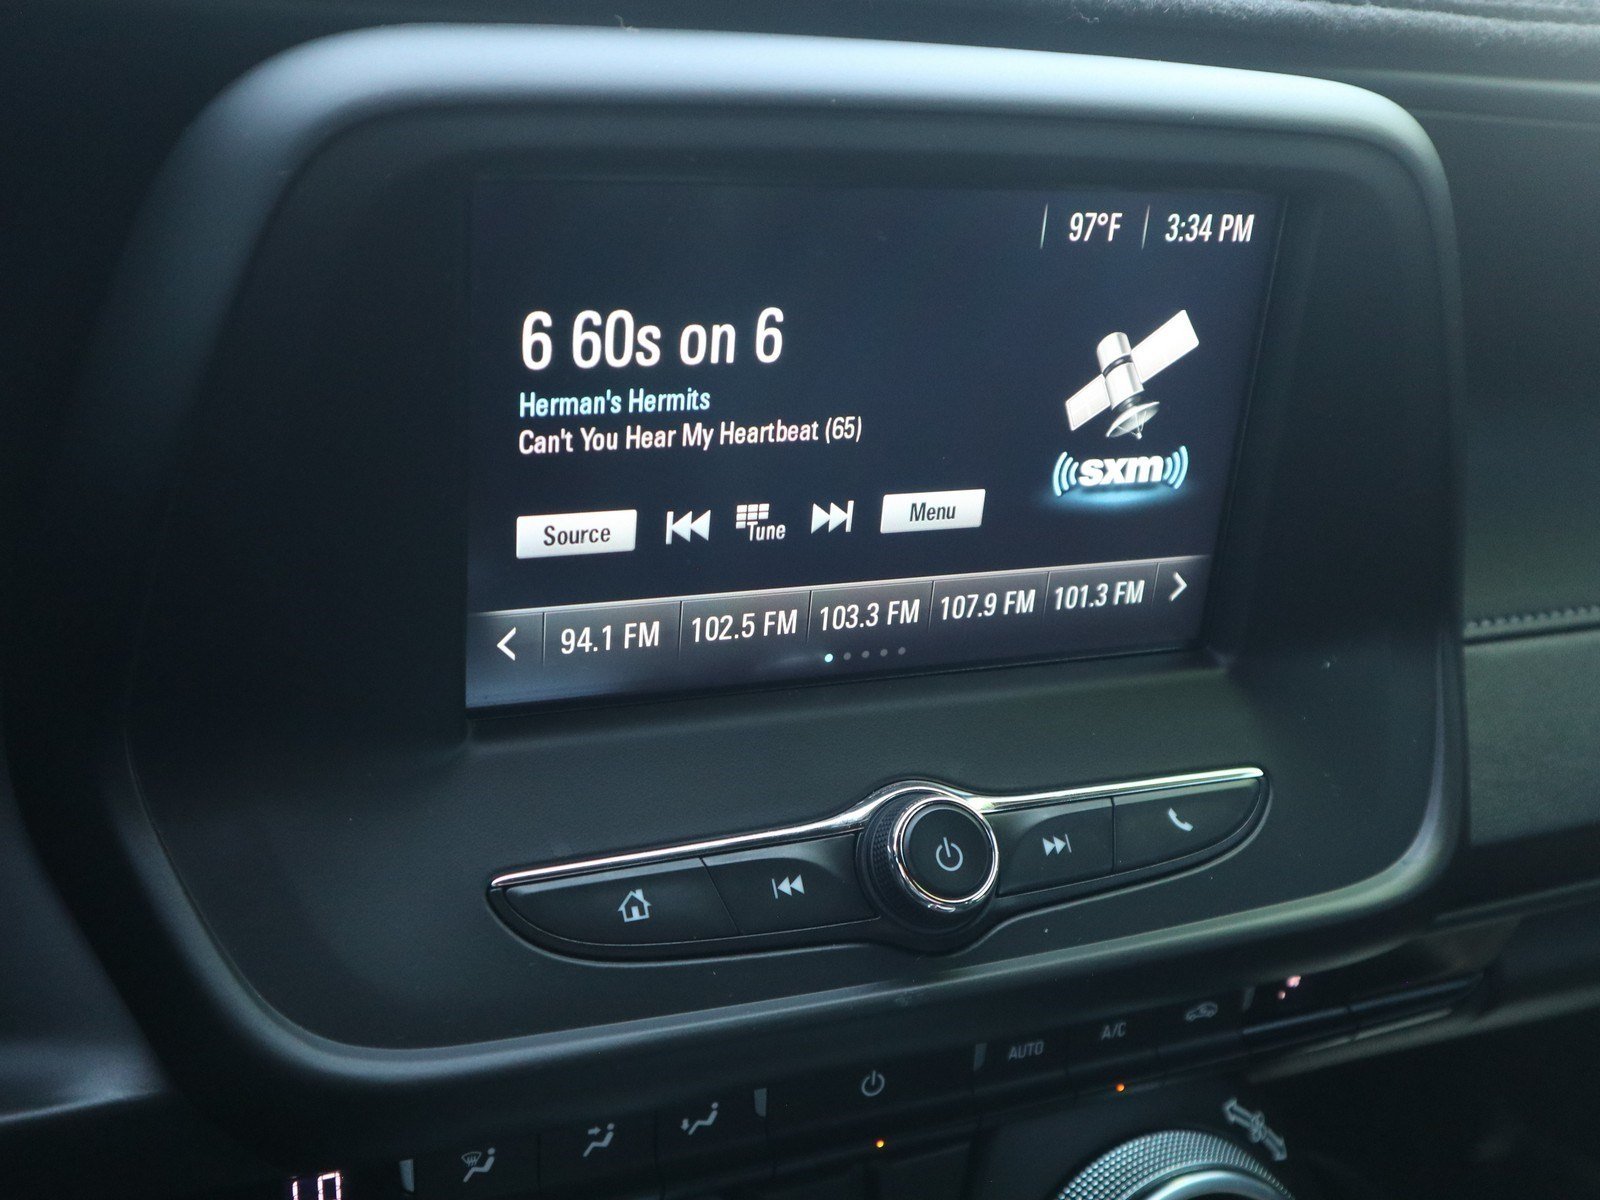 97°F 3:34 PM
6 60s on 6
Herman's Hermits
Can't You Hear My Heartbeat (65)
sxm
Source Tune Menu
94.1 FM 102.5 FM 103.3 FM 107.9 FM 101.3 FM
AUTO A/C
LO